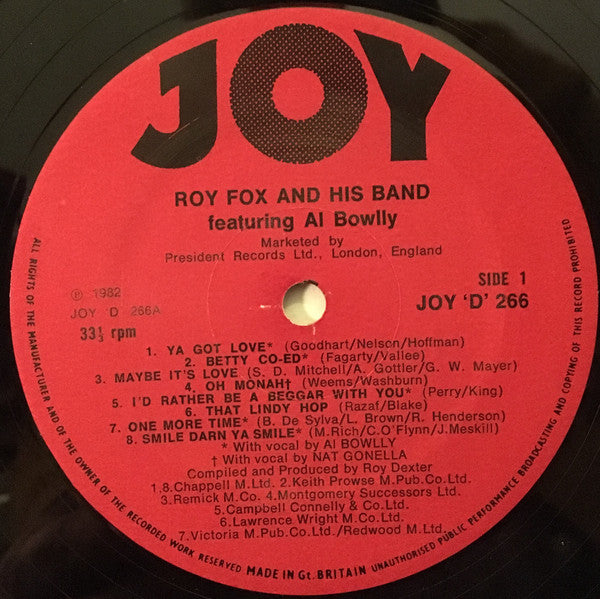 JOY
ROY FOX AND HIS BAND
featuring Al Bowlly
Marketed by
President Records Ltd., London, England
℗ 1982
JOY 'D' 266A
33⅓ rpm
SIDE 1
JOY 'D' 266
1. YA GOT LOVE* (Goodhart/Nelson/Hoffman)
2. BETTY CO-ED* (Fagarty/Vallee)
3. MAYBE IT'S LOVE (S. D. Mitchell/A. Gottler/G. W. Mayer)
4. OH MONAH† (Weems/Washburn)
5. I'D RATHER BE A BEGGAR WITH YOU* (Perry/King)
6. THAT LINDY HOP (Razaf/Blake)
7. ONE MORE TIME* (B. De Sylva/L. Brown/R. Henderson)
8. SMILE DARN YA SMILE* (M.Rich/C.O'Flynn/J.Meskill)
* With vocal by Al BOWLLY
† With vocal by NAT GONELLA
Compiled and Produced by Roy Dexter
1.8. Chappell M.Ltd. 2.Keith Prowse M.Pub.Co.Ltd.
3.Remick M.Co. 4.Montgomery Successors Ltd.
5.Campbell Connelly & Co.Ltd.
6.Lawrence Wright M.Co.Ltd.
7.Victoria M.Pub.Co.Ltd./Redwood M.Ltd.
ALL RIGHTS OF THE MANUFACTURER AND OF THE OWNER OF THE RECORDED WORK RESERVED MADE IN Gt. BRITAIN UNAUTHORISED PUBLIC PERFORMANCE BROADCASTING AND COPYING OF THIS RECORD PROHIBITED